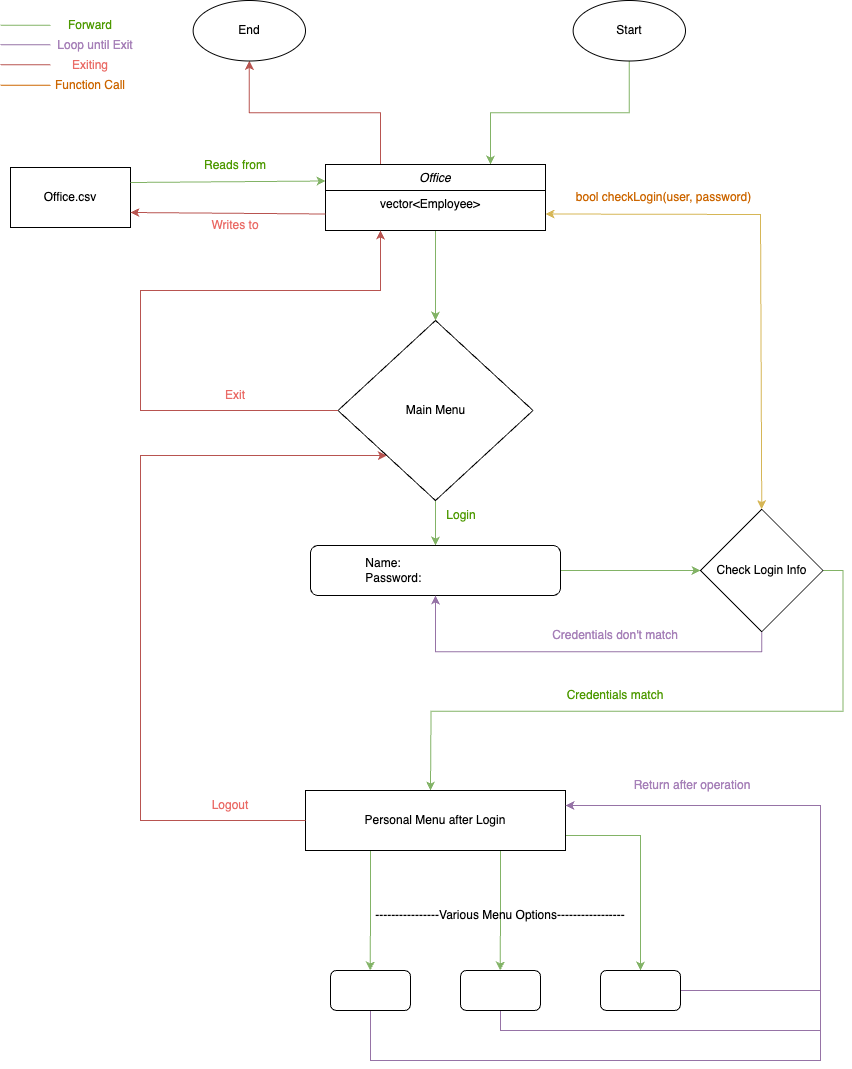 Forward
Loop until Exit
Exiting
Function Call
End
Start
Reads from
Office
Office.csv
vector<Employee>
bool checkLogin(user, password)
Writes to
Exit
Main Menu
Login
Name:
Password:
Check Login Info
Credentials don't match
Credentials match
Return after operation
Logout
Personal Menu after Login
----------------Various Menu Options-----------------